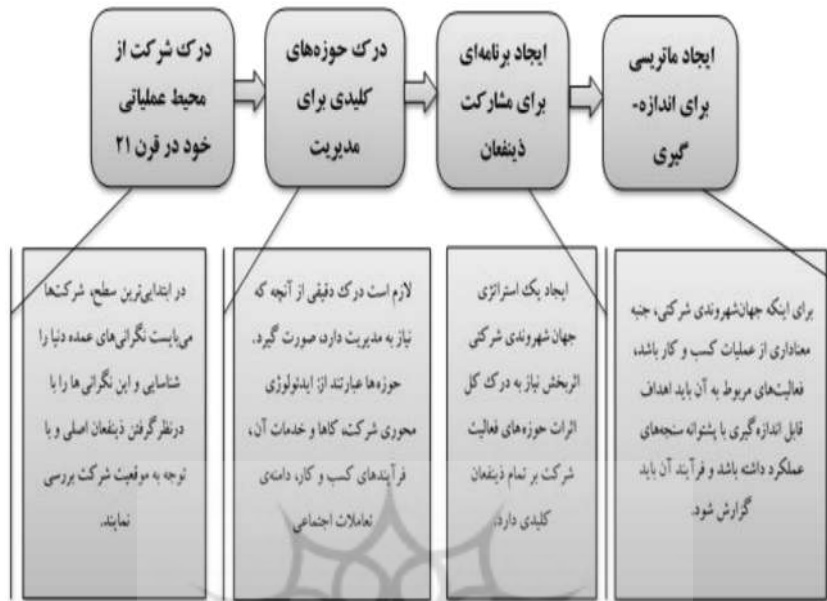 درک شرکت از
محیط عملیاتی
خود در قرن ۲۱
درک حوزه‌های
کلیدی برای
مدیریت
ایجاد برنامه‌ای
برای مشارکت
ذینفعان
ایجاد ماتریسی
برای اندازه-
گیری
در ابتدایی‌ترین سطح، شرکت‌ها
می‌بایست نگرانی‌های عمده دنیا را
شناسایی و این نگرانی ها را با
درنظر گرفتن ذینفعان اصلی و با
توجه به موقعیت شرکت بررسی
نمایند.
لازم است درک دقیقی از آنچه که
نیاز به مدیریت دارد، صورت گیرد.
حوزه‌ها عبارتند از: ایدئولوژی
محوری شرکت، کاها و خدمات آن،
فرآیندهای کسب و کار، دامنه‌ی
تعاملات اجتماعی
ایجاد یک استراتژی
جهان شهروندی شرکتی
اثربخش نیاز به درک کل
اثرات حوزه‌های فعالیت
شرکت بر تمام ذینفعان
کلیدی دارد.
برای اینکه جهان‌شهروندی شرکتی، جنبه
معناداری از عملیات کسب و کار باشد،
فعالیت‌های مربوط به آن باید اهداف
قابل اندازه‌گیری با پشتوانه سنجه‌های
عملکرد داشته باشد و فرآیند آن باید
گزارش شود.